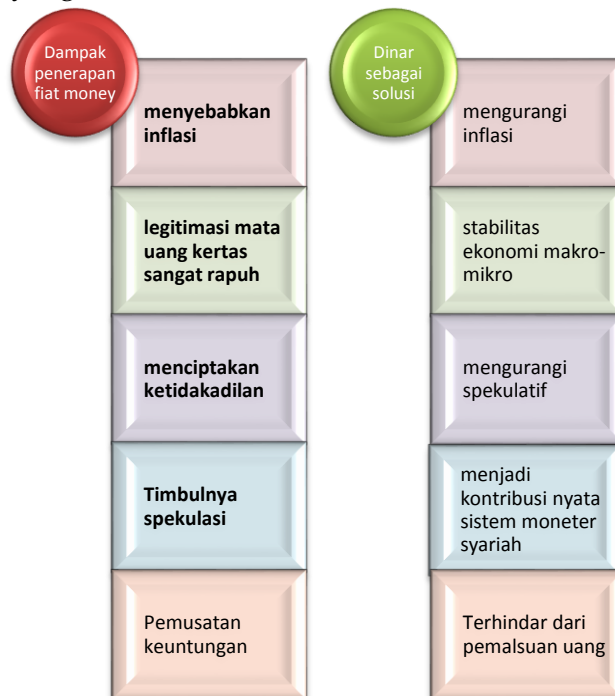 Dampak
penerapan
fiat money
menyebabkan
inflasi
legitimasi mata
uang kertas
sangat rapuh
menciptakan
ketidakadilan
Timbulnya
spekulasi
Pemusatan
keuntungan
Dinar
sebagai
solusi
mengurangi
inflasi
stabilitas
ekonomi makro-
mikro
mengurangi
spekulatif
menjadi
kontribusi nyata
sistem moneter
syariah
Terhindar dari
pemalsuan uang